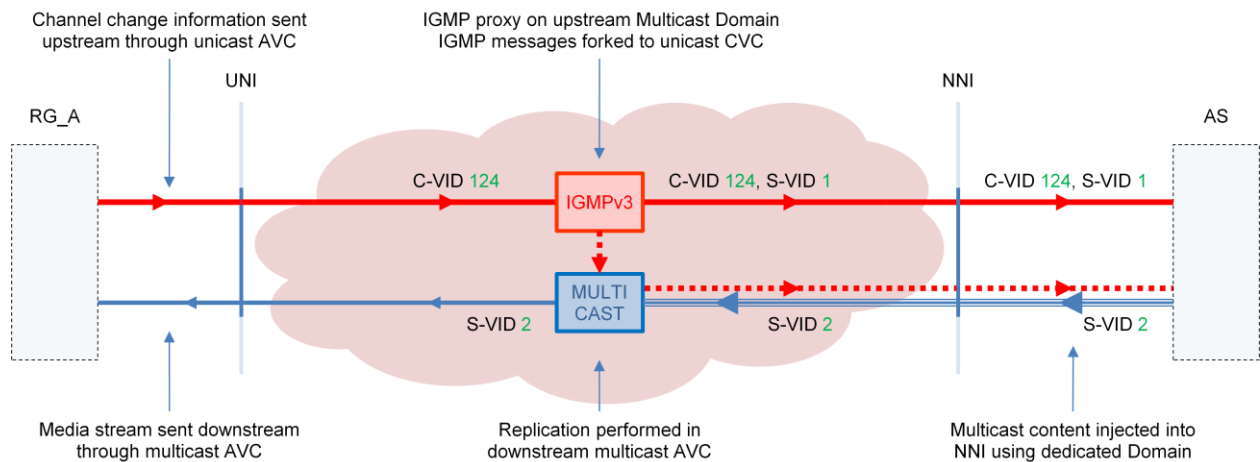 Channel change information sent
upstream through unicast AVC
IGMP proxy on upstream Multicast Domain
IGMP messages forked to unicast CVC
UNI
NNI
RG_A
AS
C-VID 124
IGMPv3
C-VID 124, S-VID 1
C-VID 124, S-VID 1
MULTI
CAST
S-VID 2
S-VID 2
S-VID 2
Media stream sent downstream
through multicast AVC
Replication performed in
downstream multicast AVC
Multicast content injected into
NNI using dedicated Domain